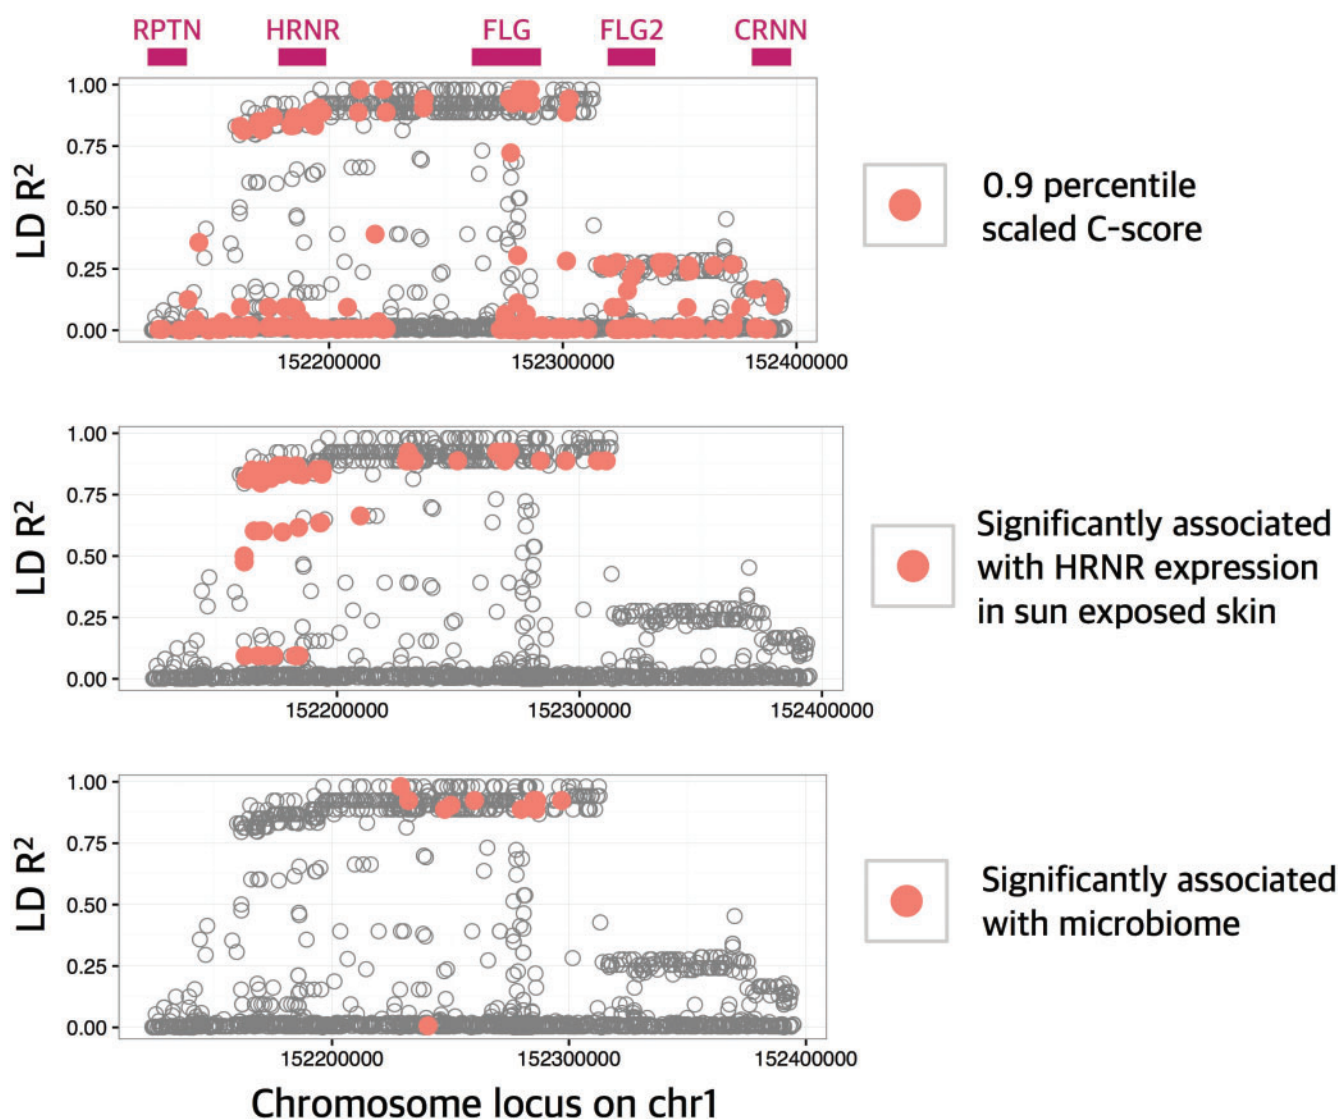 RPTN HRNR FLG FLG2 CRNN
1.00
0.75
0.50
0.25
0.00
LD R²
152200000 152300000 152400000
0.9 percentile
scaled C-score
1.00
0.75
0.50
0.25
0.00
LD R²
152200000 152300000 152400000
Significantly associated
with HRNR expression
in sun exposed skin
1.00
0.75
0.50
0.25
0.00
LD R²
152200000 152300000 152400000
Significantly associated
with microbiome
Chromosome locus on chr1